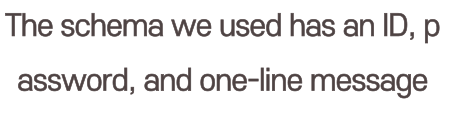 The schema we used has an ID, p
assword, and one-line message